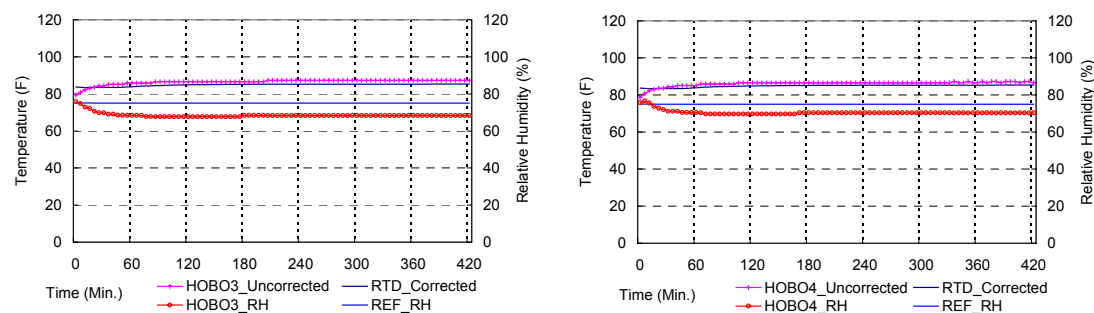 120
100
80
60
40
20
0
Temperature (F)
120
100
80
60
40
20
0
Relative Humidity (%)
0 60 120 180 240 300 360 420
Time (Min.)
HOBO3_Uncorrected RTD_Corrected
HOBO3_RH REF_RH
120
100
80
60
40
20
0
Temperature (F)
120
100
80
60
40
20
0
Relative Humidity (%)
0 60 120 180 240 300 360 420
Time (Min.)
HOBO4_Uncorrected RTD_Corrected
HOBO4_RH REF_RH